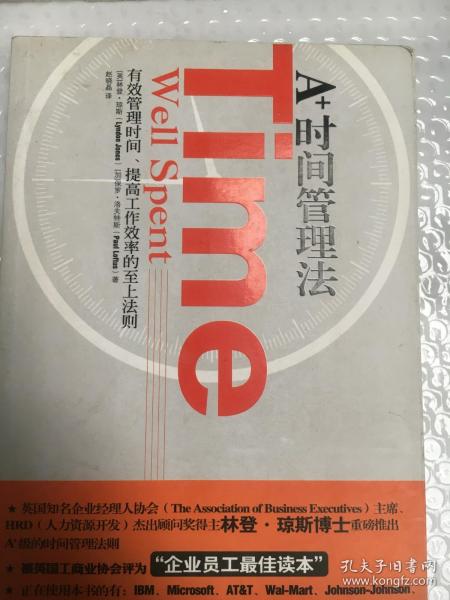 A+时间管理法
Time
Well Spent
有效管理时间、提高工作效率的至上法则
[英]林登·琼斯（Lyndon Jones） [加]保罗·洛夫特斯（Paul Loftus）著
赵晓晶 译
★ 英国知名企业经理人协会（The Association of Business Executives）主席、
HRD（人力资源开发）杰出顾问奖得主林登·琼斯博士重磅推出
A+级的时间管理法则
★ 被英国工商业协会评为“企业员工最佳读本”
★ 正在使用本书的有：IBM、Microsoft、AT&T、Wal-Mart、Johnson-Johnson、
孔夫子旧书网
www.kongfz.com